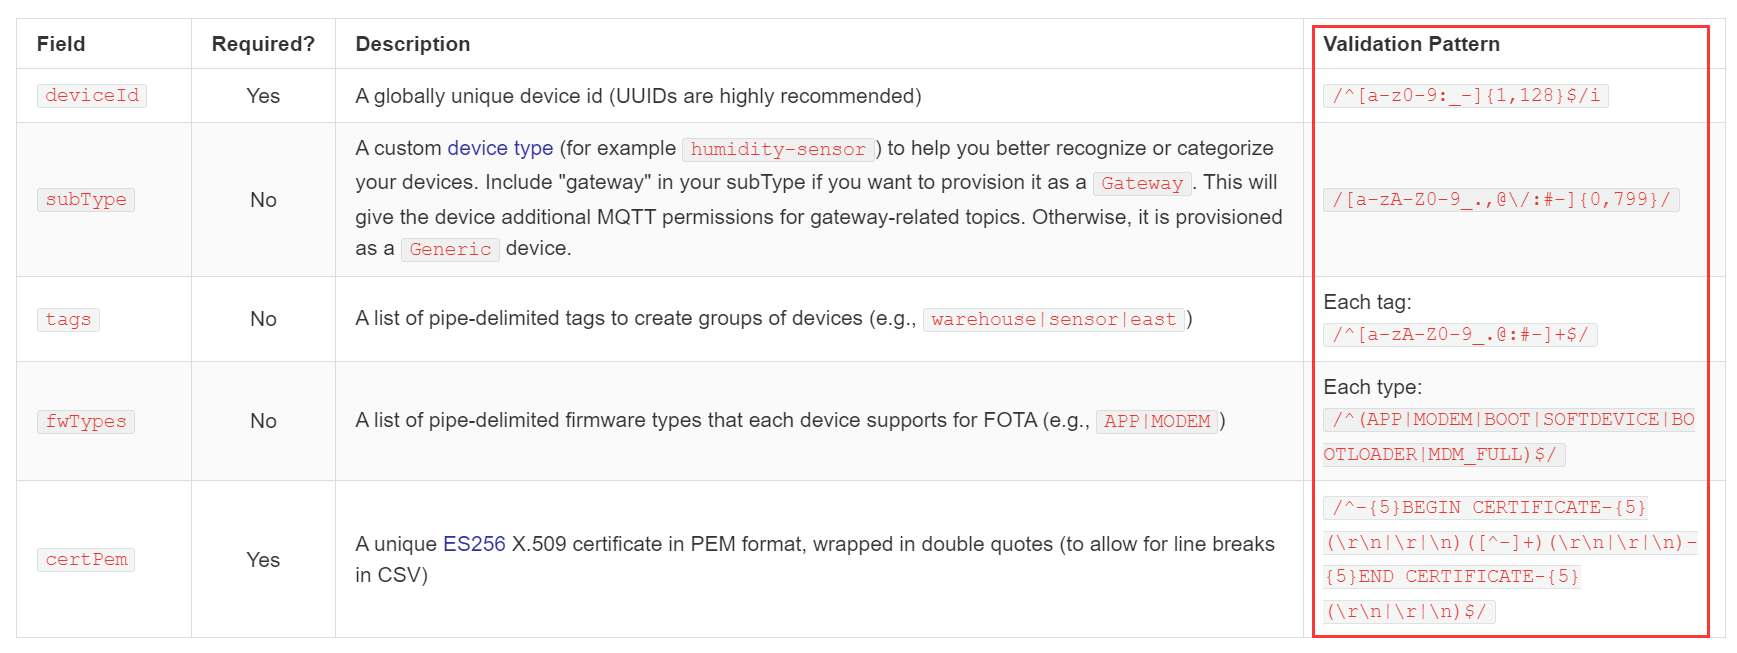 Field Required? Description Validation Pattern
deviceId Yes A globally unique device id (UUIDs are highly recommended) /^[a-z0-9:_-]{1,128}$/i
subType No A custom device type (for example humidity-sensor) to help you better recognize or categorize
your devices. Include "gateway" in your subType if you want to provision it as a Gateway. This will
give the device additional MQTT permissions for gateway-related topics. Otherwise, it is provisioned
as a Generic device.
/[a-zA-Z0-9_.,@\/:#-]{0,799}/
tags No A list of pipe-delimited tags to create groups of devices (e.g., warehouse|sensor|east)
Each tag:
/^[a-zA-Z0-9_.@:#-]+$/
fwTypes No A list of pipe-delimited firmware types that each device supports for FOTA (e.g., APP|MODEM)
Each type:
/^(APP|MODEM|BOOT|SOFTDEVICE|BO
OTLOADER|MDM_FULL)$/
certPem Yes A unique ES256 X.509 certificate in PEM format, wrapped in double quotes (to allow for line breaks
in CSV)
/^-{5}BEGIN CERTIFICATE-{5}
(\r\n|\r|\n)([^-]+)(\r\n|\r|\n)-
{5}END CERTIFICATE-{5}
(\r\n|\r|\n)$/